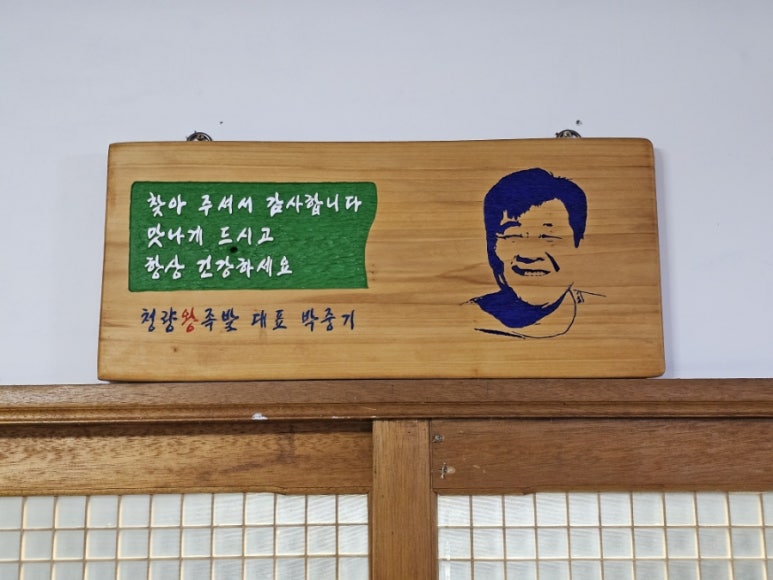 찾아 주셔서 감사합니다
맛나게 드시고
항상 건강하세요
청량왕족발 대표 박중기